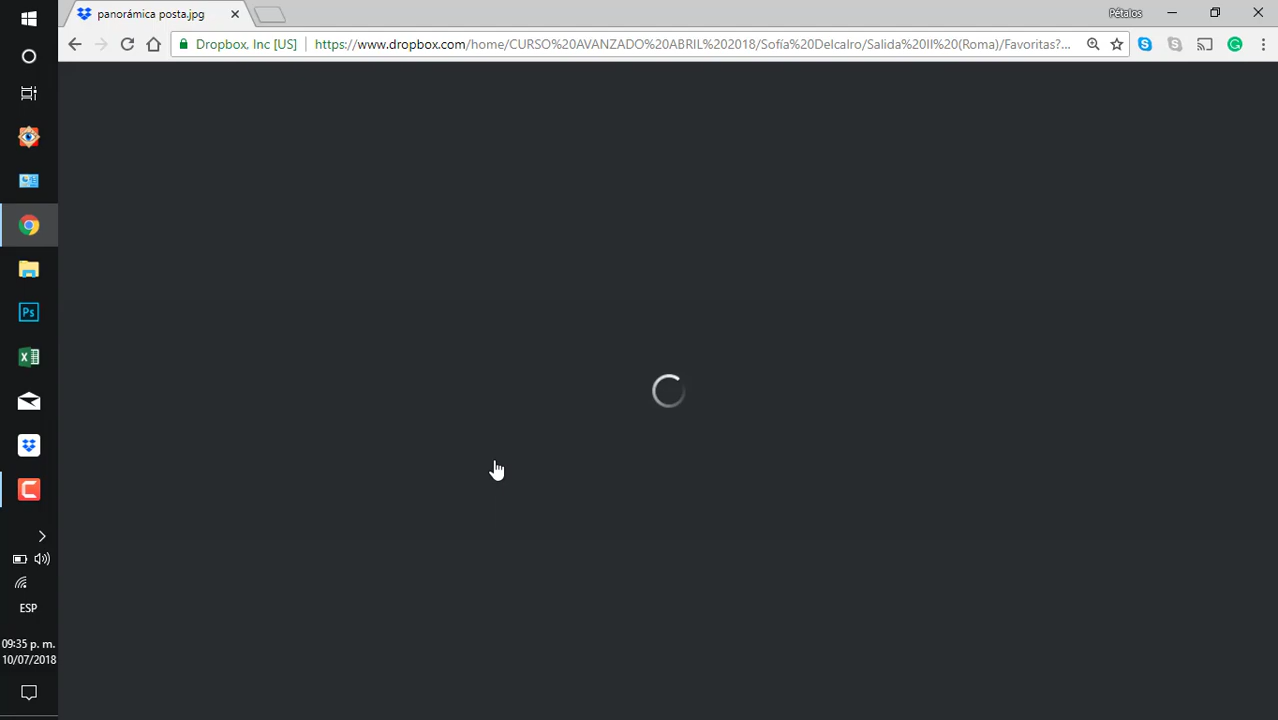 panorámica posta.jpg
Pétalos
Dropbox, Inc [US]
https://www.dropbox.com/home/CURSO%20AVANZADO%20ABRIL%202018/Sofía%20Delcalro/Salida%20II%20(Roma)/Favoritas?...
Ps
ESP
09:35 p. m.
10/07/2018